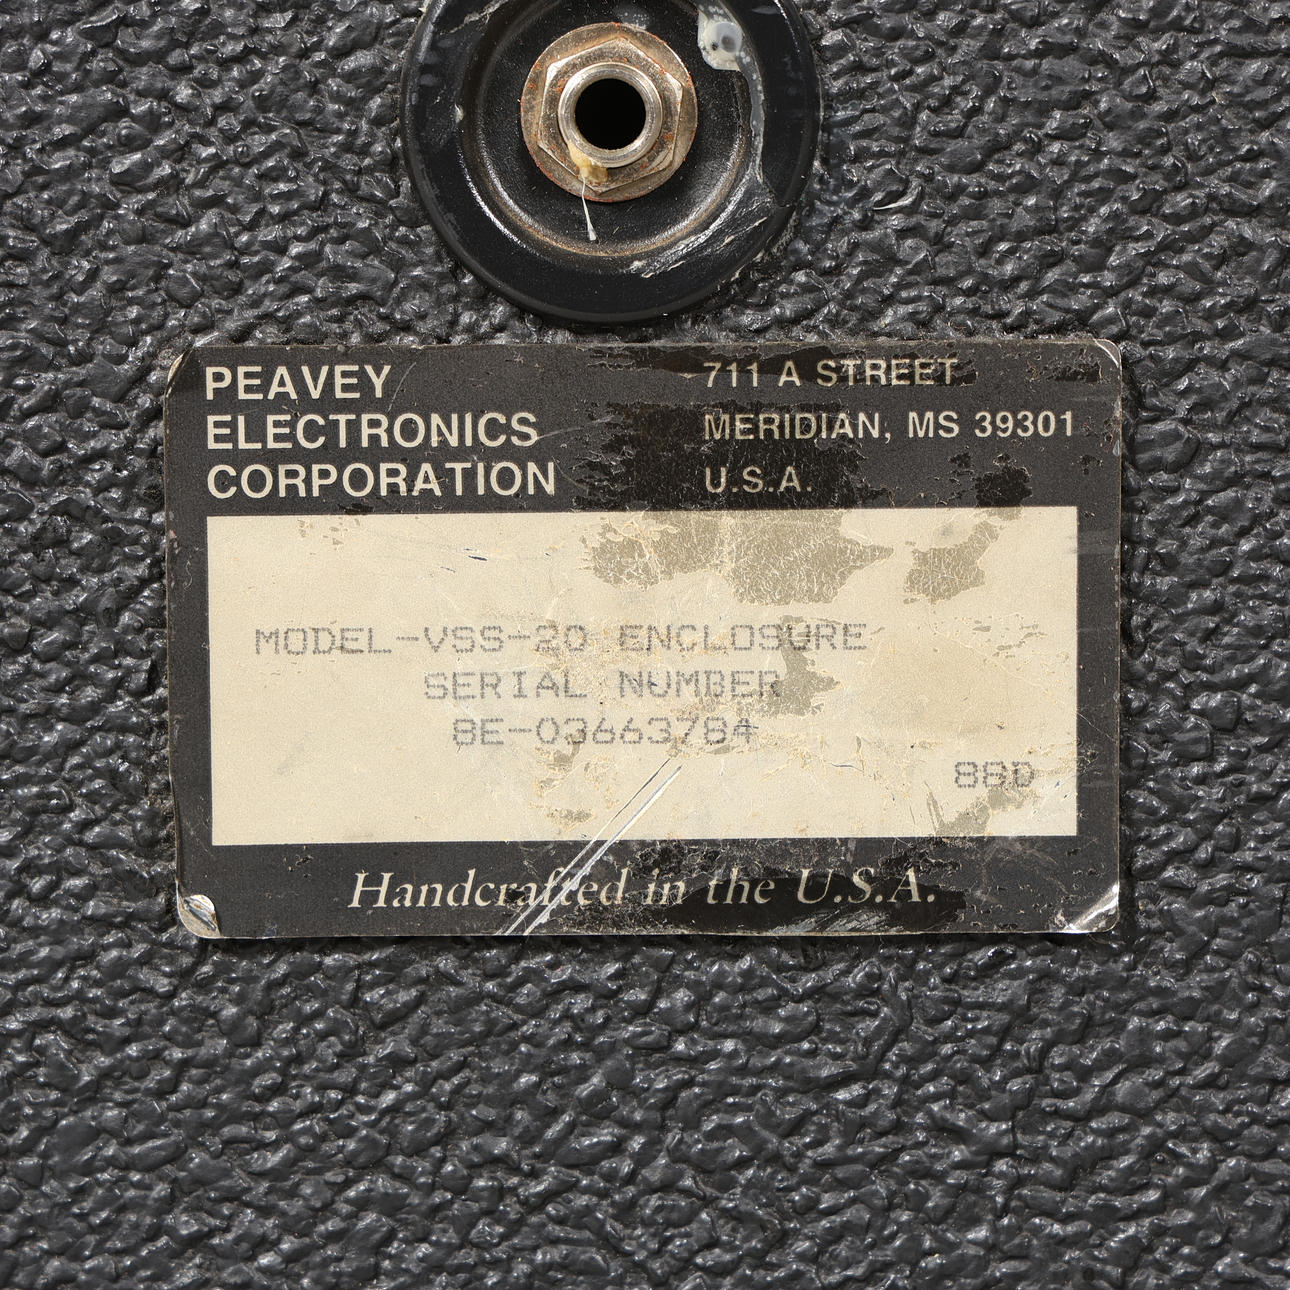 PEAVEY
ELECTRONICS
CORPORATION
711 A STREET
MERIDIAN, MS 39301
U.S.A.
MODEL-VSS-20 ENCLOSURE
SERIAL NUMBER
8E-03663784
88D
Handcrafted in the U.S.A.